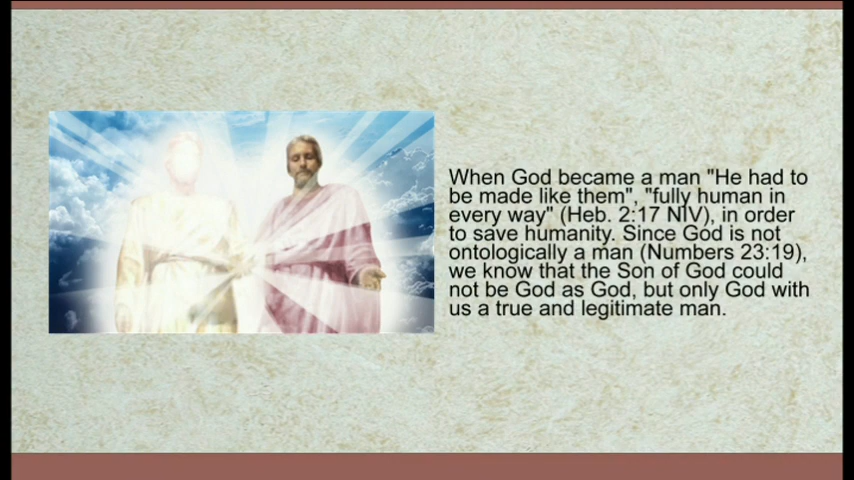 When God became a man "He had to
be made like them", "fully human in
every way" (Heb. 2:17 NIV), in order
to save humanity. Since God is not
ontologically a man (Numbers 23:19),
we know that the Son of God could
not be God as God, but only God with
us a true and legitimate man.